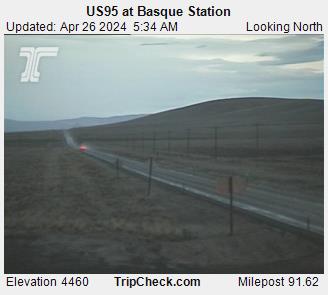 US95 at Basque Station
Updated: Apr 26 2024 5:34 AM Looking North
Elevation 4460 TripCheck.com Milepost 91.62